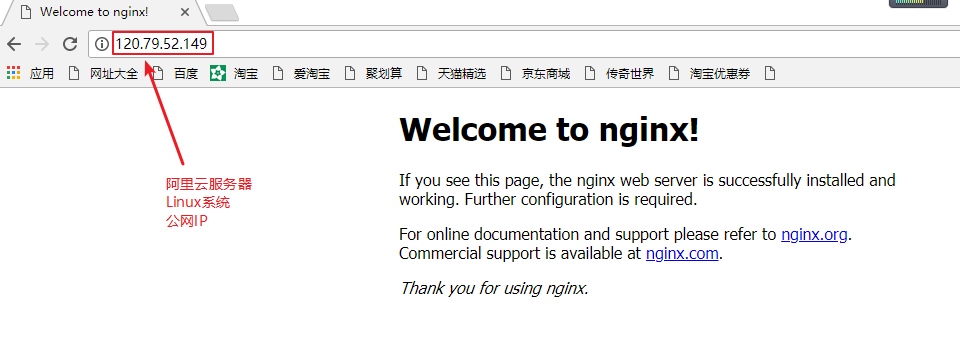 Welcome to nginx!
120.79.52.149
应用 网址大全 百度 淘宝 爱淘宝 聚划算 天猫精选 京东商城 传奇世界 淘宝优惠券
阿里云服务器
Linux系统
公网IP
Welcome to nginx!
If you see this page, the nginx web server is successfully installed and
working. Further configuration is required.
For online documentation and support please refer to nginx.org.
Commercial support is available at nginx.com.
Thank you for using nginx.